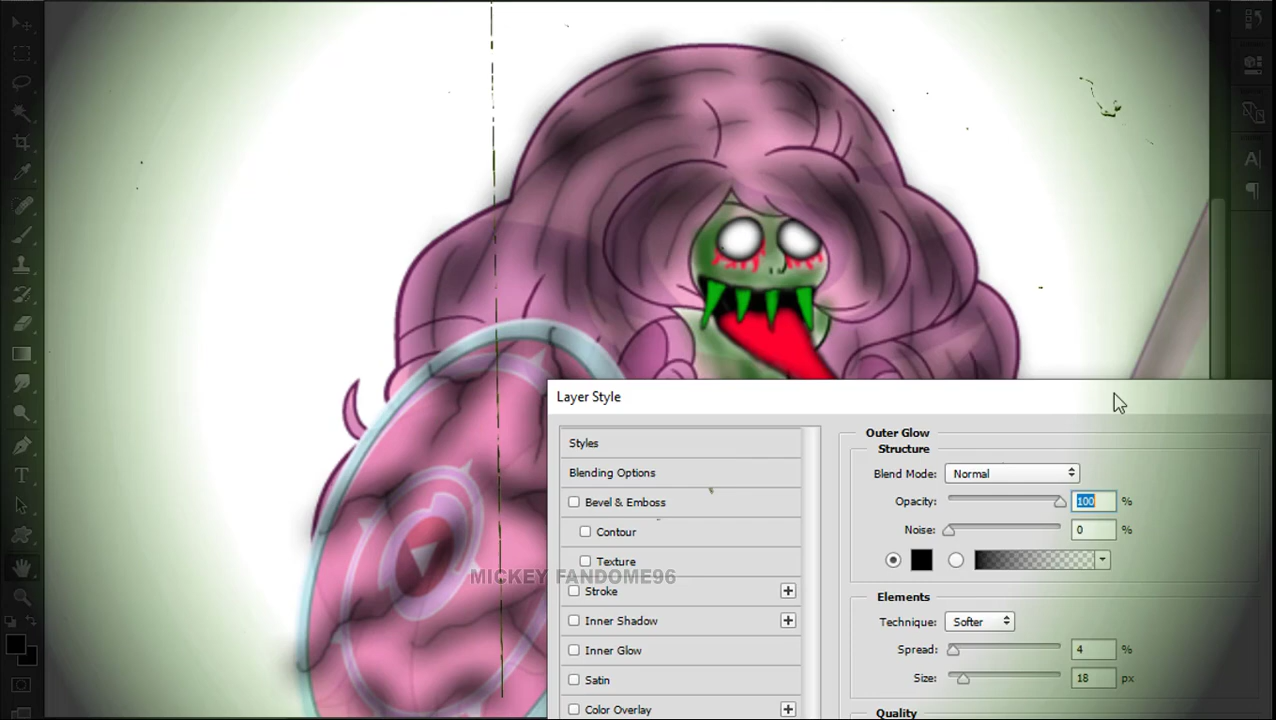 Layer Style
Styles
Blending Options
Bevel & Emboss
Contour
Texture
Stroke
Inner Shadow
Inner Glow
Satin
Color Overlay
Outer Glow
Structure
Blend Mode: Normal
Opacity: 100 %
Noise: 0 %
Elements
Technique: Softer
Spread: 4 %
Size: 18 px
Quality
MICKEY FANDOME96